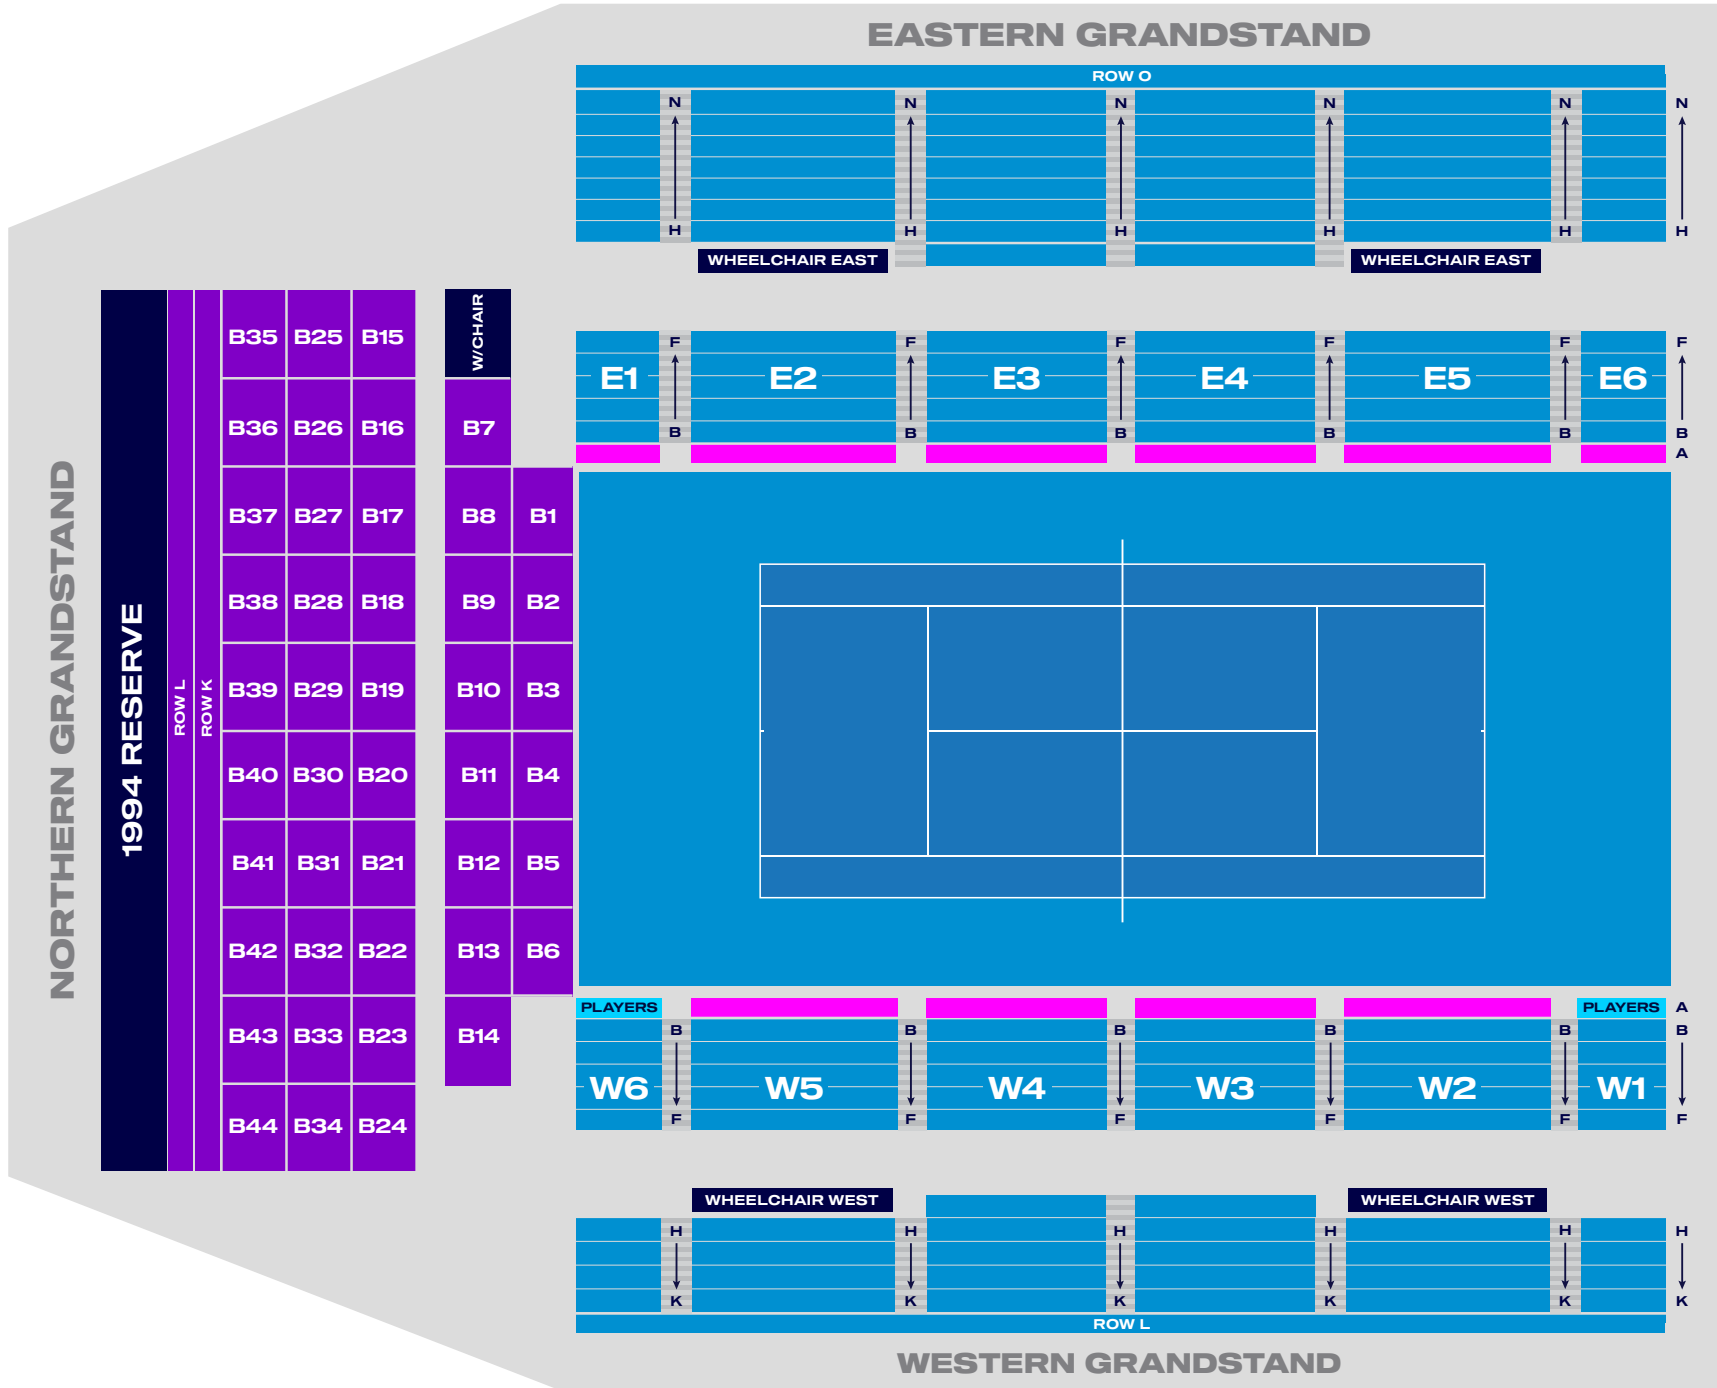 EASTERN GRANDSTAND
ROW O
N N N N N N
H H H H H H
WHEELCHAIR EAST WHEELCHAIR EAST
F F F F F F
E1 E2 E3 E4 E5 E6
B B B B B B
A
NORTHERN GRANDSTAND
1994 RESERVE
ROW L
ROW K
W/CHAIR
B35 B25 B15
B36 B26 B16 B7
B37 B27 B17 B8 B1
B38 B28 B18 B9 B2
B39 B29 B19 B10 B3
B40 B30 B20 B11 B4
B41 B31 B21 B12 B5
B42 B32 B22 B13 B6
B43 B33 B23 B14
B44 B34 B24
PLAYERS PLAYERS A
B B B B B B
W6 W5 W4 W3 W2 W1
F F F F F F
WHEELCHAIR WEST WHEELCHAIR WEST
H H H H H H
K K K K K K
ROW L
WESTERN GRANDSTAND